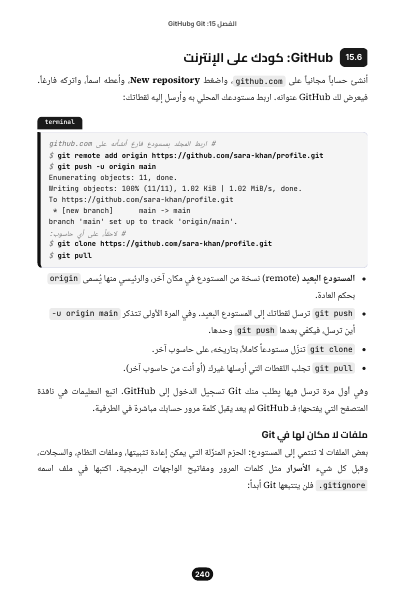 الفصل 15: Git وGitHub
15.6 GitHub: كودك على الإنترنت
أنشئ حساباً مجانياً على github.com، واضغط New repository، وأعطه اسماً، واتركه فارغاً.
فيعرض لك GitHub عنوانه. اربط مستودعك المحلي به وأرسل إليه لقطاتك:
terminal
# اربط المجلد بمستودع فارغ أنشأته على github.com
$ git remote add origin https://github.com/sara-khan/profile.git
$ git push -u origin main
Enumerating objects: 11, done.
Writing objects: 100% (11/11), 1.02 KiB | 1.02 MiB/s, done.
To https://github.com/sara-khan/profile.git
* [new branch]      main -> main
branch 'main' set up to track 'origin/main'.
# لاحقاً، على أي حاسوب:
$ git clone https://github.com/sara-khan/profile.git
$ git pull
• المستودع البعيد (remote) نسخة من المستودع في مكان آخر، والرئيسي منها يُسمى origin
بحكم العادة.
• git push ترسل لقطاتك إلى المستودع البعيد. وفي المرة الأولى تتذكر -u origin main
أين ترسل، فيكفي بعدها git push وحدها.
• git clone تنزّل مستودعاً كاملاً، بتاريخه، على حاسوب آخر.
• git pull تجلب اللقطات التي أرسلها غيرك (أو أنت من حاسوب آخر).
وفي أول مرة ترسل فيها يطلب منك Git تسجيل الدخول إلى GitHub. اتبع التعليمات في نافذة
المتصفح التي يفتحها؛ فـ GitHub لم يعد يقبل كلمة مرور حسابك مباشرة في الطرفية.
ملفات لا مكان لها في Git
بعض الملفات لا تنتمي إلى المستودع: الحزم المنزّلة التي يمكن إعادة تثبيتها، وملفات النظام، والسجلات،
وقبل كل شيء الأسرار مثل كلمات المرور ومفاتيح الواجهات البرمجية. اكتبها في ملف اسمه
.gitignore فلن يتتبعها Git أبداً:
240